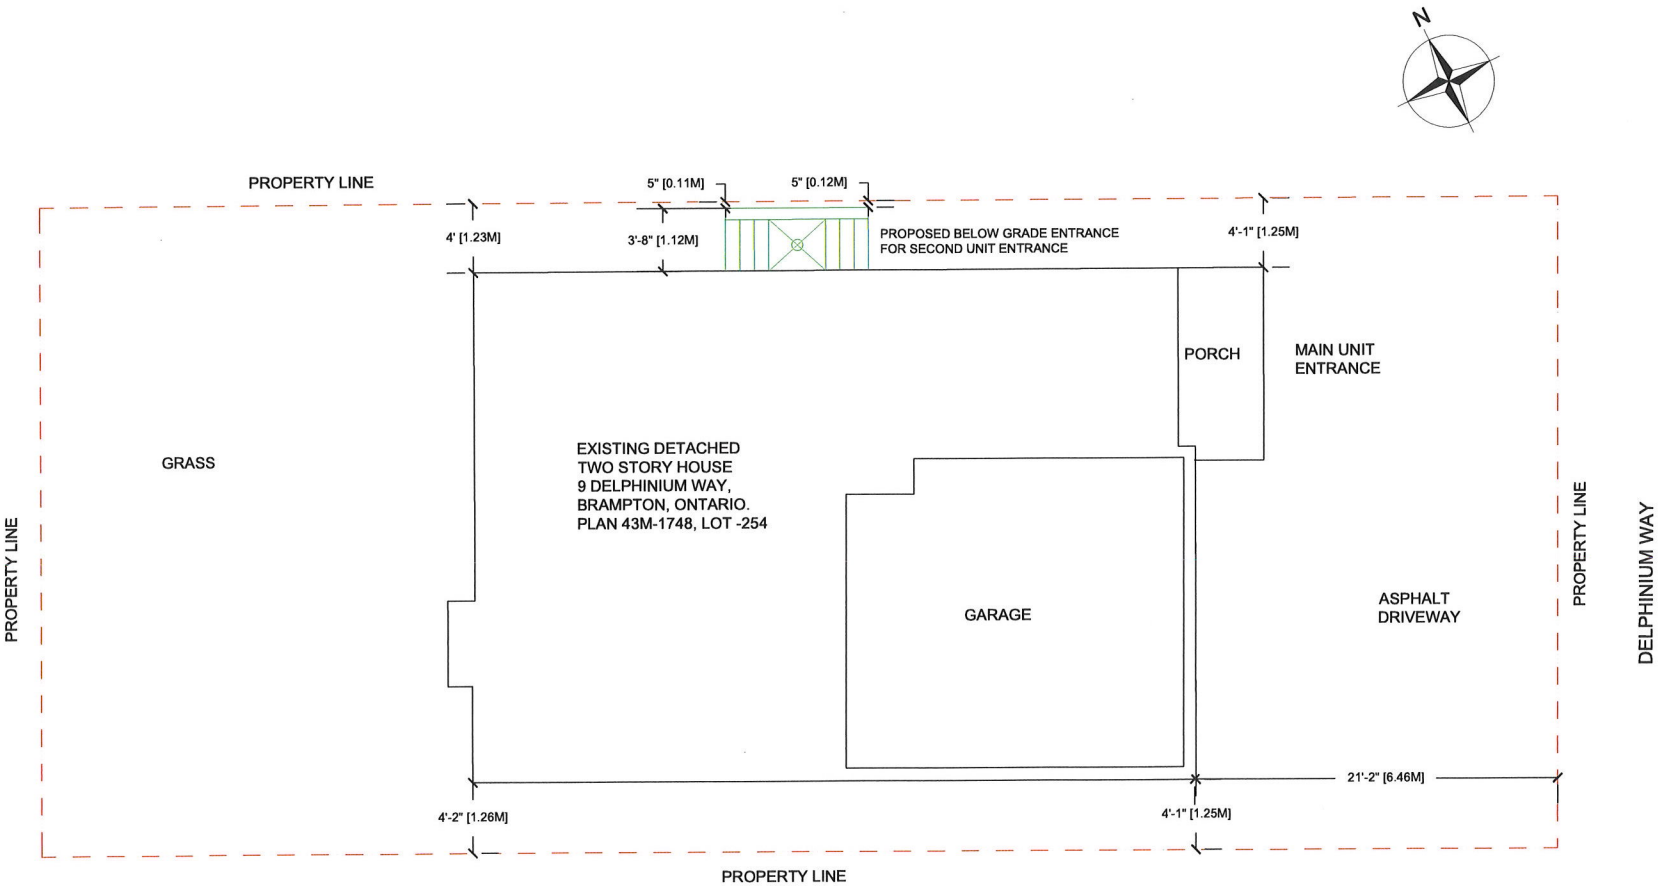 N
PROPERTY LINE
5" [0.11M]
5" [0.12M]
4' [1.23M]
3'-8" [1.12M]
PROPOSED BELOW GRADE ENTRANCE
FOR SECOND UNIT ENTRANCE
4'-1" [1.25M]
PORCH
MAIN UNIT
ENTRANCE
EXISTING DETACHED
TWO STORY HOUSE
9 DELPHINIUM WAY,
BRAMPTON, ONTARIO.
PLAN 43M-1748, LOT -254
GRASS
PROPERTY LINE
PROPERTY LINE
DELPHINIUM WAY
GARAGE
ASPHALT
DRIVEWAY
21'-2" [6.46M]
4'-2" [1.26M]
4'-1" [1.25M]
PROPERTY LINE